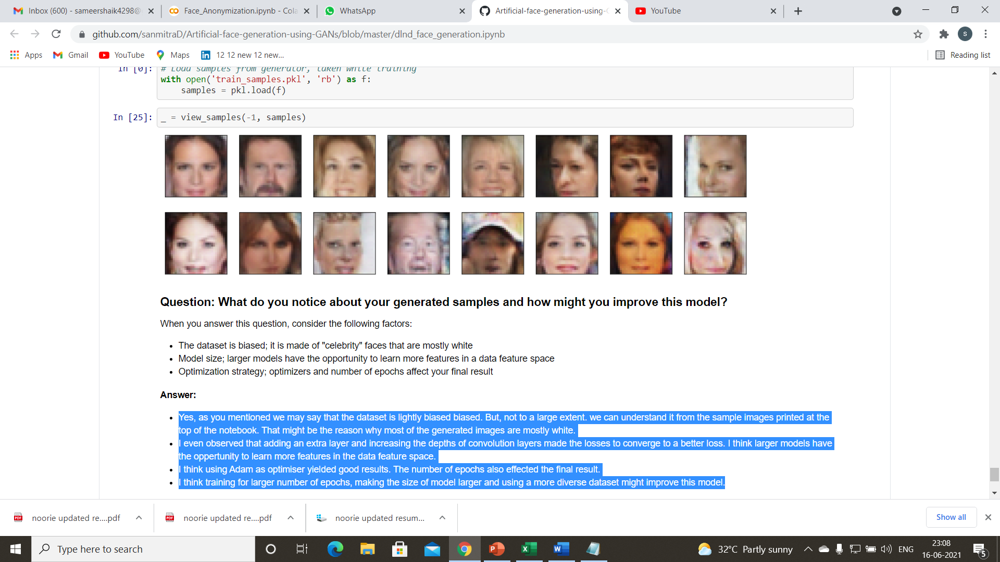 Inbox (600) - sameershaik4298@
Face_Anonymization.ipynb - Cola
WhatsApp
Artificial-face-generation-using-G
YouTube
github.com/sanmitraD/Artificial-face-generation-using-GANs/blob/master/dlnd_face_generation.ipynb
S
Apps
Gmail
YouTube
Maps
12 12 new 12 new...
Reading list
In [0]: # Load samples from generator, taken while training
with open('train_samples.pkl', 'rb') as f:
samples = pkl.load(f)
In [25]: _ = view_samples(-1, samples)
Question: What do you notice about your generated samples and how might you improve this model?
When you answer this question, consider the following factors:
• The dataset is biased; it is made of "celebrity" faces that are mostly white
• Model size; larger models have the opportunity to learn more features in a data feature space
• Optimization strategy; optimizers and number of epochs affect your final result
Answer:
• Yes, as you mentioned we may say that the dataset is lightly biased biased. But, not to a large extent. we can understand it from the sample images printed at the
top of the notebook. That might be the reason why most of the generated images are mostly white.
• I even observed that adding an extra layer and increasing the depths of convolution layers made the losses to converge to a better loss. I think larger models have
the oppertunity to learn more features in the data feature space.
• I think using Adam as optimiser yielded good results. The number of epochs also effected the final result.
• I think training for larger number of epochs, making the size of model larger and using a more diverse dataset might improve this model.
noorie updated re....pdf
noorie updated re....pdf
noorie updated resum...
Show all
Type here to search
32°C Partly sunny
ENG
23:08
16-06-2021
5